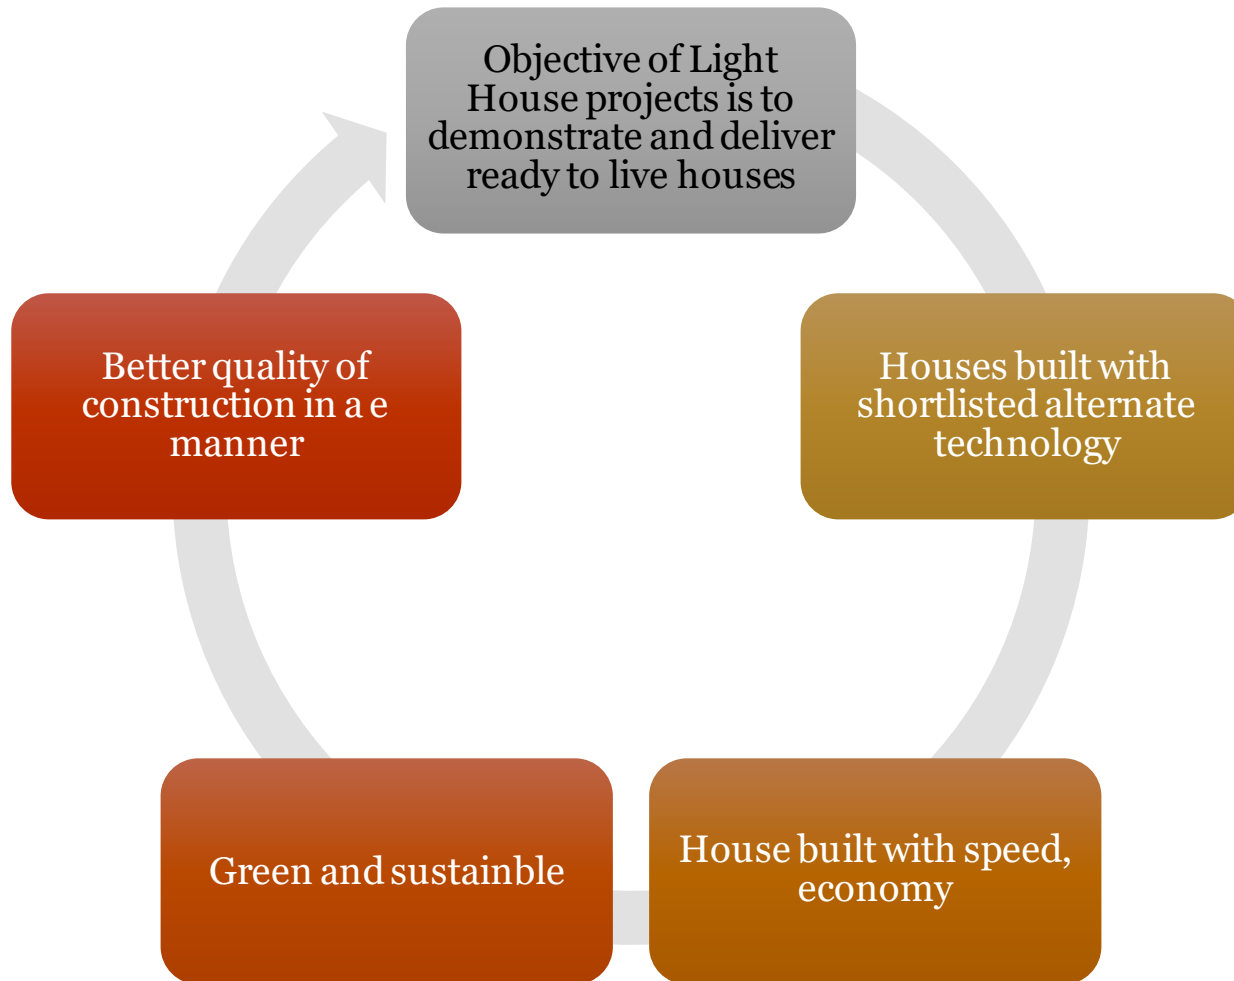 Objective of Light
House projects is to
demonstrate and deliver
ready to live houses
Houses built with
shortlisted alternate
technology
House built with speed,
economy
Green and sustainble
Better quality of
construction in a e
manner